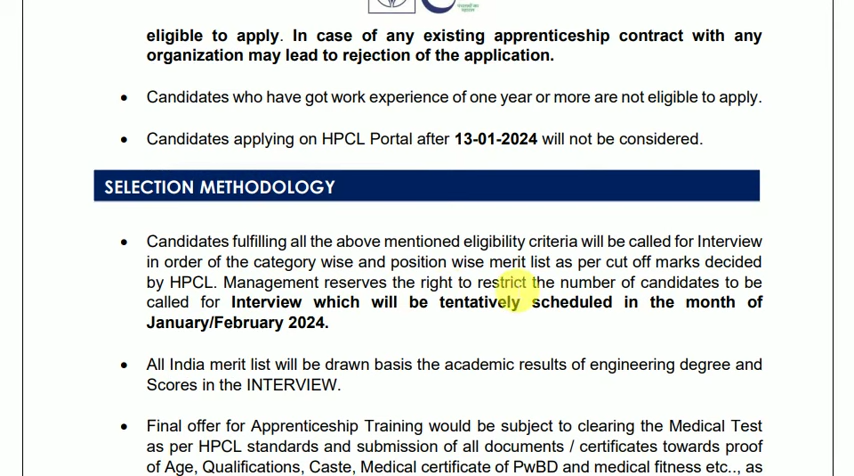 eligible to apply. In case of any existing apprenticeship contract with any
organization may lead to rejection of the application.
• Candidates who have got work experience of one year or more are not eligible to apply.
• Candidates applying on HPCL Portal after 13-01-2024 will not be considered.
SELECTION METHODOLOGY
• Candidates fulfilling all the above mentioned eligibility criteria will be called for Interview
in order of the category wise and position wise merit list as per cut off marks decided
by HPCL. Management reserves the right to restrict the number of candidates to be
called for Interview which will be tentatively scheduled in the month of
January/February 2024.
• All India merit list will be drawn basis the academic results of engineering degree and
Scores in the INTERVIEW.
• Final offer for Apprenticeship Training would be subject to clearing the Medical Test
as per HPCL standards and submission of all documents / certificates towards proof
of Age, Qualifications, Caste, Medical certificate of PwBD and medical fitness etc.., as